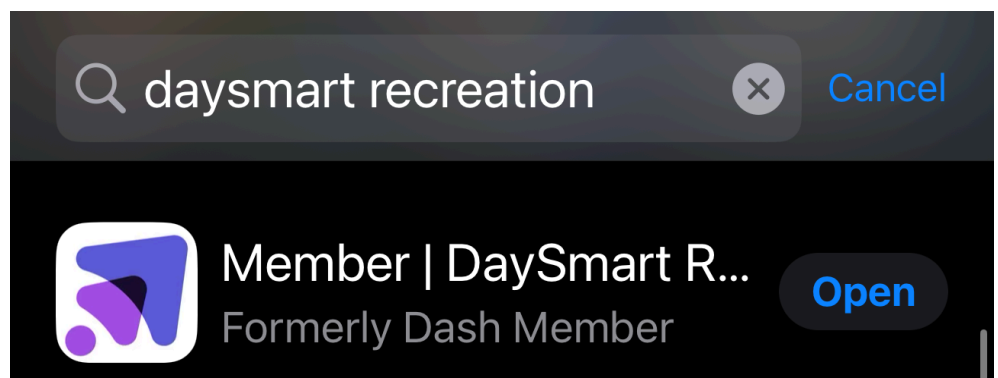 daysmart recreation
Cancel
Member | DaySmart R...
Formerly Dash Member
Open